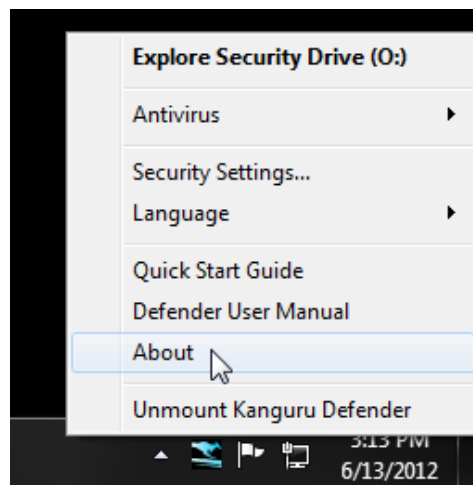 Explore Security Drive (O:)
Antivirus
Security Settings...
Language
Quick Start Guide
Defender User Manual
About
Unmount Kanguru Defender
3:13 PM
6/13/2012